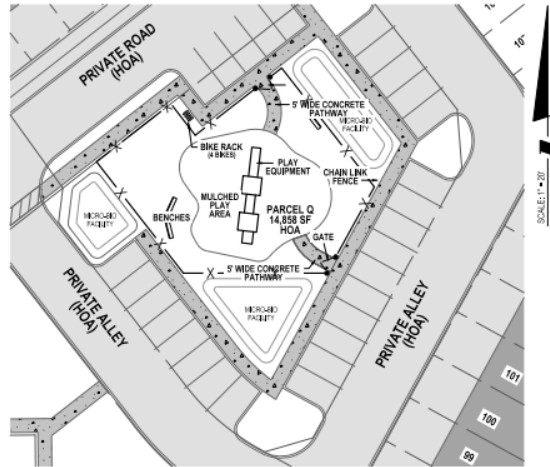 PRIVATE ROAD
(HOA)
5' WIDE CONCRETE
PATHWAY
MICRO-BIO
FACILITY
BIKE RACK
(4 BIKES)
PLAY
EQUIPMENT
CHAIN LINK
FENCE
MULCHED
PLAY
AREA
PARCEL Q
14,858 SF
HOA
BENCHES
MICRO-BIO
FACILITY
GATE
5' WIDE CONCRETE
PATHWAY
MICRO-BIO
FACILITY
PRIVATE ALLEY
(HOA)
PRIVATE ALLEY
(HOA)
101
100
99
SCALE: 1" = 20'